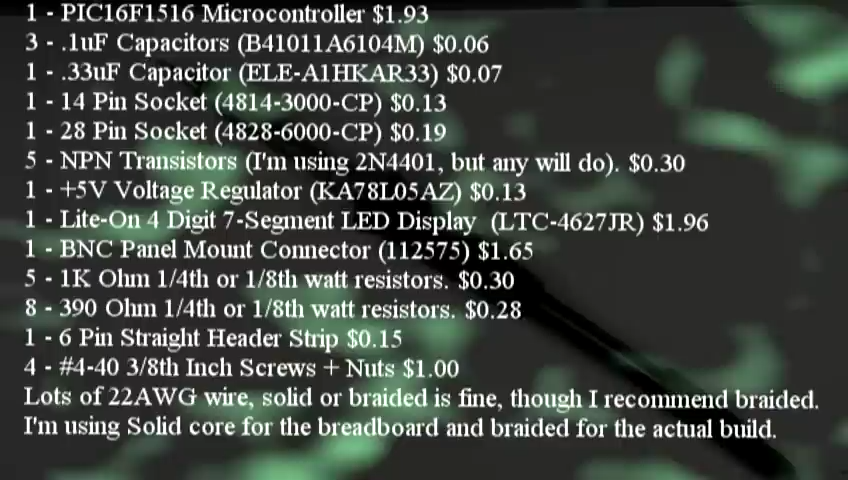 1 - PIC16F1516 Microcontroller $1.93
3 - .1uF Capacitors (B41011A6104M) $0.06
1 - .33uF Capacitor (ELE-A1HKAR33) $0.07
1 - 14 Pin Socket (4814-3000-CP) $0.13
1 - 28 Pin Socket (4828-6000-CP) $0.19
5 - NPN Transistors (I'm using 2N4401, but any will do). $0.30
1 - +5V Voltage Regulator (KA78L05AZ) $0.13
1 - Lite-On 4 Digit 7-Segment LED Display (LTC-4627JR) $1.96
1 - BNC Panel Mount Connector (112575) $1.65
5 - 1K Ohm 1/4th or 1/8th watt resistors. $0.30
8 - 390 Ohm 1/4th or 1/8th watt resistors. $0.28
1 - 6 Pin Straight Header Strip $0.15
4 - #4-40 3/8th Inch Screws + Nuts $1.00
Lots of 22AWG wire, solid or braided is fine, though I recommend braided.
I'm using Solid core for the breadboard and braided for the actual build.